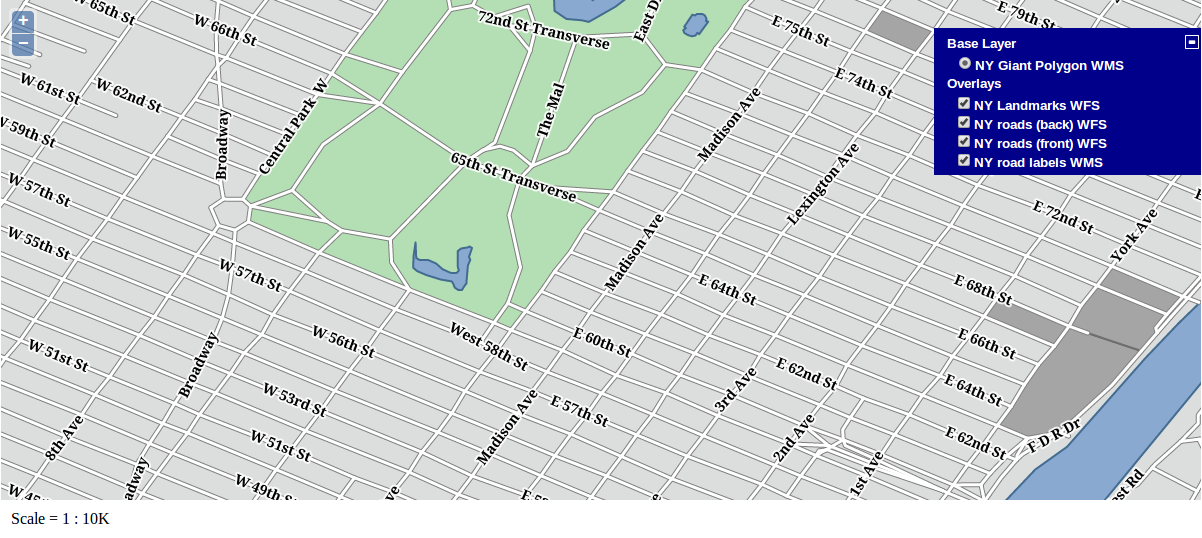 +
−
W 65th St
W 66th St
72nd St Transverse
East D
E 75th St
E 79th St
Base Layer
NY Giant Polygon WMS
Overlays
NY Landmarks WFS
NY roads (back) WFS
NY roads (front) WFS
NY road labels WMS
W 61st St
W 62nd St
E 74th St
W 59th St
Broadway
Central Park W
The Mal
Madison Ave
65th St Transverse
Lexington Ave
W 57th St
E 72nd St
York Ave
W 55th St
Madison Ave
W 57th St
E 64th St
E 68th St
W 56th St
West 58th St
E 60th St
E 66th St
W 51st St
Broadway
E 62nd St
E 64th St
W 53rd St
3rd Ave
E 57th St
Madison Ave
8th Ave
W 51st St
2nd Ave
E 62nd St
F D R Dr
adway
W 49th St
1st Ave
est Rd
Scale = 1 : 10K